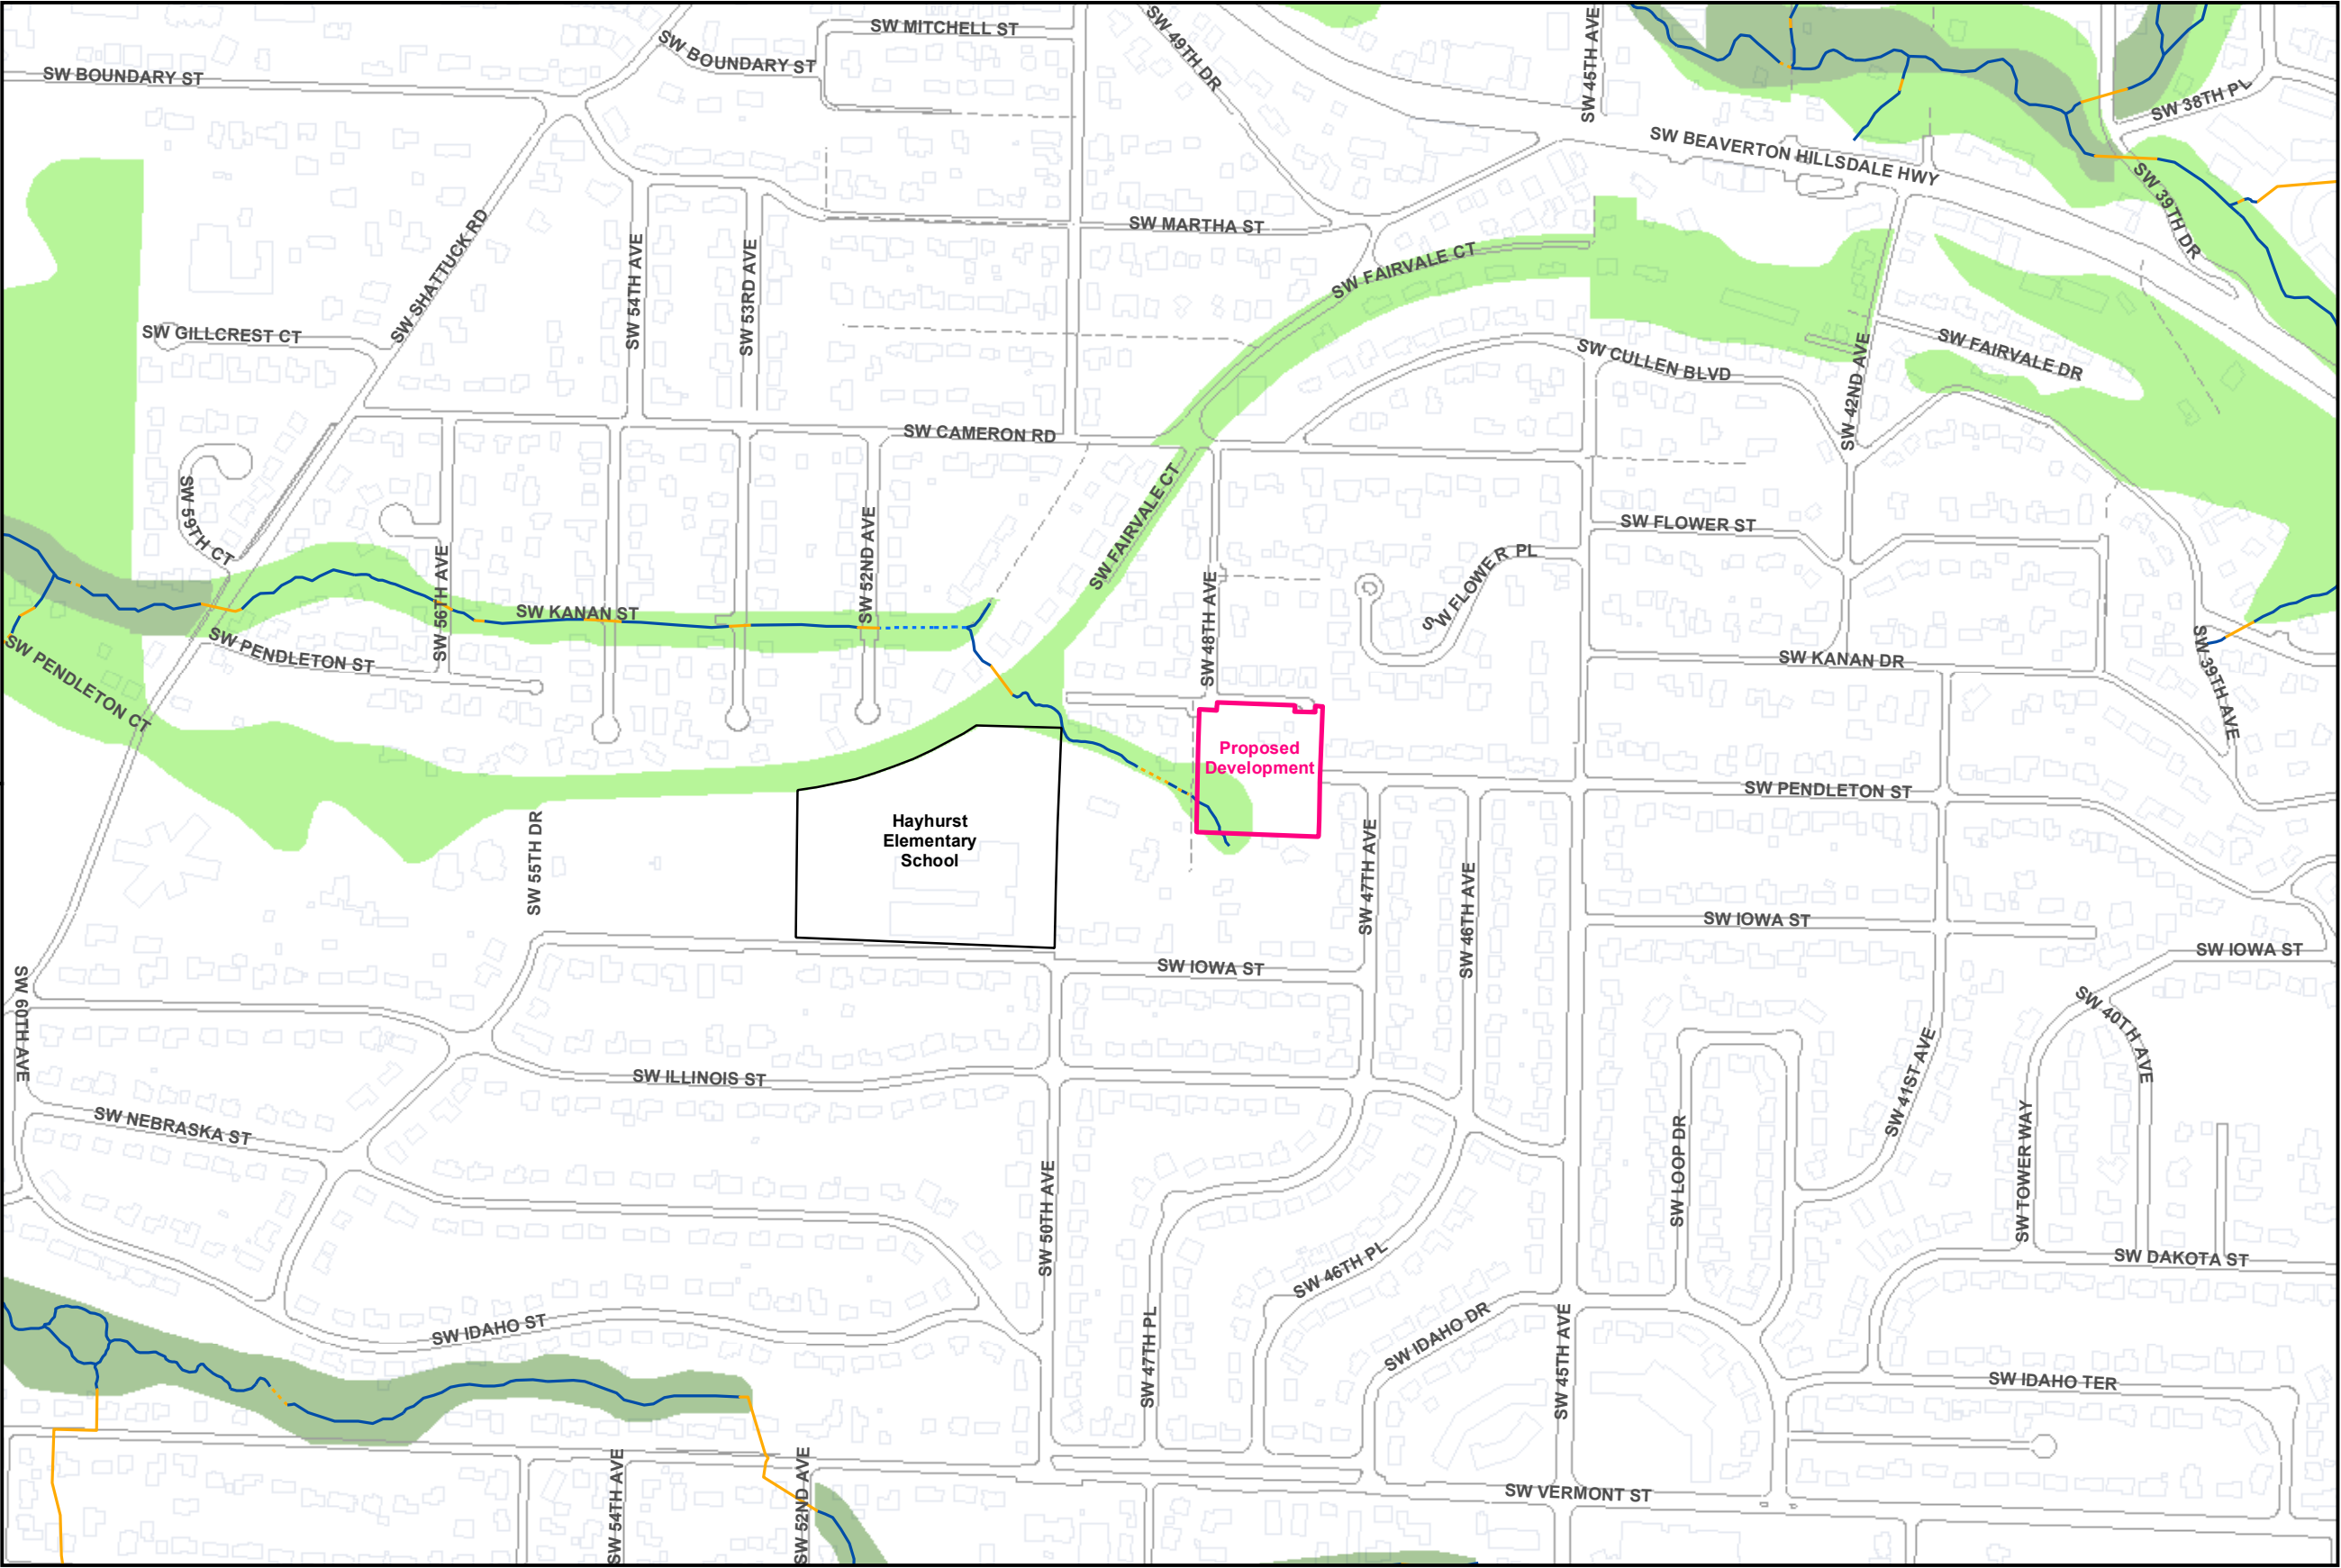 SW MITCHELL ST
SW BOUNDARY ST
SW BOUNDARY ST
SW 49TH DR
SW 45TH AVE
SW 38TH PL
SW BEAVERTON HILLSDALE HWY
SW 39TH DR
SW MARTHA ST
SW SHATTUCK RD
SW 54TH AVE
SW 53RD AVE
SW FAIRVALE CT
SW GILLCREST CT
SW CULLEN BLVD
SW 42ND AVE
SW FAIRVALE DR
SW CAMERON RD
SW 59TH CT
SW 56TH AVE
SW 52ND AVE
SW FAIRVALE CT
SW 48TH AVE
SW FLOWER PL
SW FLOWER ST
SW KANAN ST
SW PENDLETON CT
SW PENDLETON ST
SW KANAN DR
SW 39TH AVE
Proposed
Development
SW PENDLETON ST
Hayhurst
Elementary
School
SW 55TH DR
SW 47TH AVE
SW 46TH AVE
SW IOWA ST
SW IOWA ST
SW IOWA ST
SW 60TH AVE
SW 40TH AVE
SW 41ST AVE
SW ILLINOIS ST
SW NEBRASKA ST
SW 50TH AVE
SW LOOP DR
SW TOWER WAY
SW DAKOTA ST
SW 46TH PL
SW IDAHO ST
SW 47TH PL
SW IDAHO DR
SW 45TH AVE
SW IDAHO TER
SW 54TH AVE
SW 52ND AVE
SW VERMONT ST